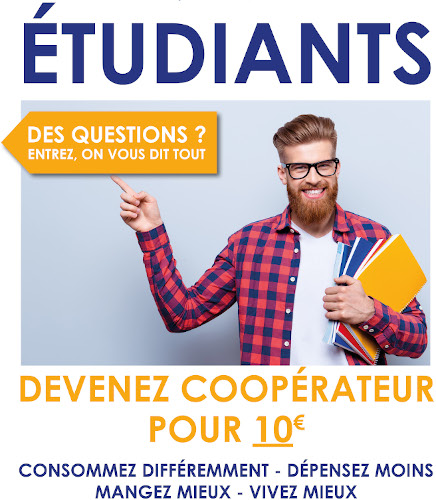 ÉTUDIANTS
DES QUESTIONS ?
ENTREZ, ON VOUS DIT TOUT
DEVENEZ COOPÉRATEUR
POUR 10€
CONSOMMEZ DIFFÉREMMENT - DÉPENSEZ MOINS
MANGEZ MIEUX - VIVEZ MIEUX